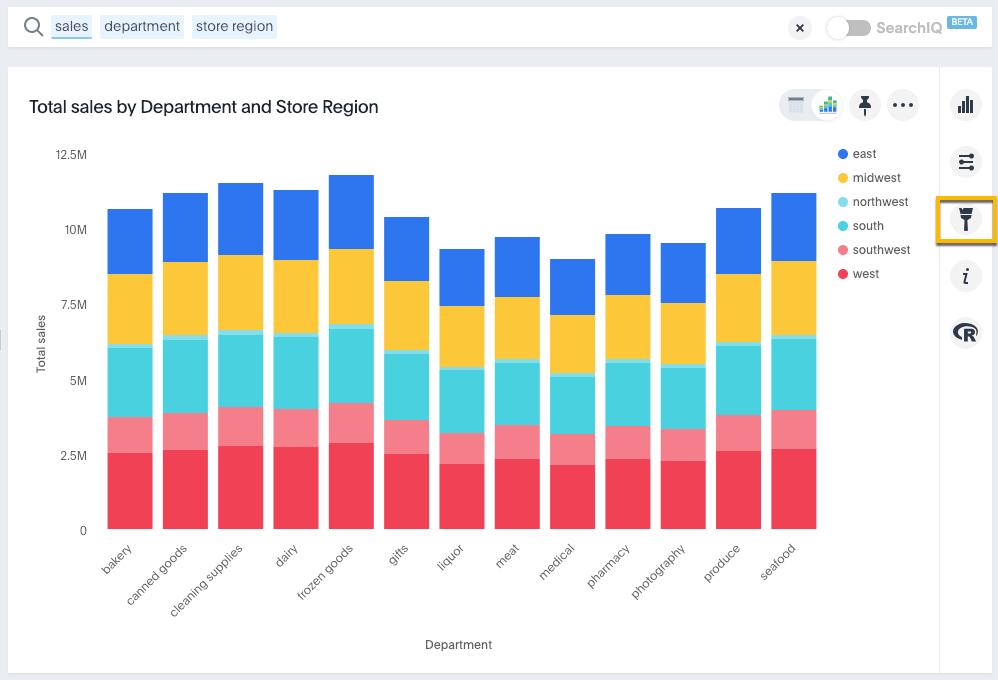 sales department store region
SearchIQ BETA
Total sales by Department and Store Region
12.5M
10M
7.5M
5M
2.5M
0
Total sales
east
midwest
northwest
south
southwest
west
bakery
canned goods
cleaning supplies
dairy
frozen goods
gifts
liquor
meat
medical
pharmacy
photography
produce
seafood
Department
i
R